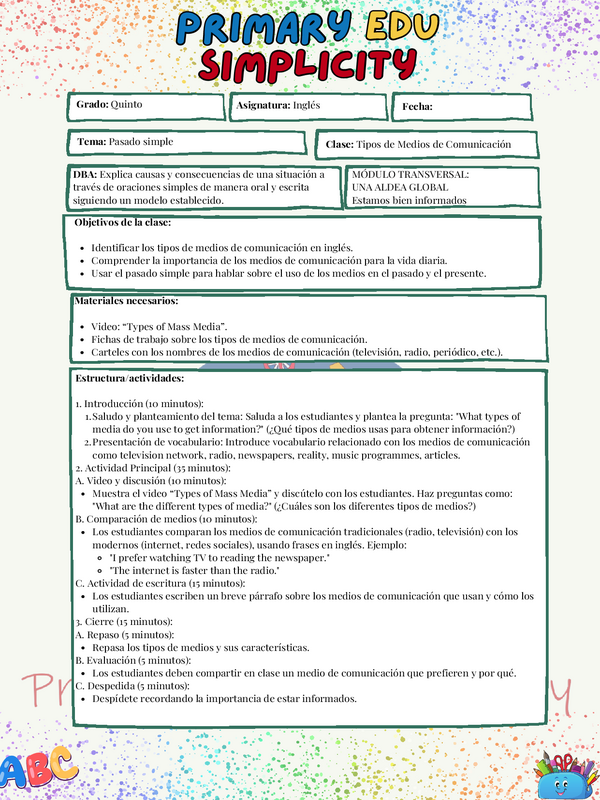 PRIMARY EDU
SIMPLICITY
Grado: Quinto
Asignatura: Inglés
Fecha:
Tema: Pasado simple
Clase: Tipos de Medios de Comunicación
DBA: Explica causas y consecuencias de una situación a
través de oraciones simples de manera oral y escrita
siguiendo un modelo establecido.
MÓDULO TRANSVERSAL:
UNA ALDEA GLOBAL
Estamos bien informados
Objetivos de la clase:
• Identificar los tipos de medios de comunicación en inglés.
• Comprender la importancia de los medios de comunicación para la vida diaria.
• Usar el pasado simple para hablar sobre el uso de los medios en el pasado y el presente.
Materiales necesarios:
• Video: “Types of Mass Media”.
• Fichas de trabajo sobre los tipos de medios de comunicación.
• Carteles con los nombres de los medios de comunicación (televisión, radio, periódico, etc.).
Estructura/actividades:
1. Introducción (10 minutos):
1. Saludo y planteamiento del tema: Saluda a los estudiantes y plantea la pregunta: "What types of
media do you use to get information?" (¿Qué tipos de medios usas para obtener información?)
2. Presentación de vocabulario: Introduce vocabulario relacionado con los medios de comunicación
como television network, radio, newspapers, reality, music programmes, articles.
2. Actividad Principal (35 minutos):
A. Video y discusión (10 minutos):
• Muestra el video “Types of Mass Media” y discútelo con los estudiantes. Haz preguntas como:
"What are the different types of media?" (¿Cuáles son los diferentes tipos de medios?)
B. Comparación de medios (10 minutos):
• Los estudiantes comparan los medios de comunicación tradicionales (radio, televisión) con los
modernos (internet, redes sociales), usando frases en inglés. Ejemplo:
◦ "I prefer watching TV to reading the newspaper."
◦ "The internet is faster than the radio."
C. Actividad de escritura (15 minutos):
• Los estudiantes escriben un breve párrafo sobre los medios de comunicación que usan y cómo los
utilizan.
3. Cierre (15 minutos):
A. Repaso (5 minutos):
• Repasa los tipos de medios y sus características.
B. Evaluación (5 minutos):
• Los estudiantes deben compartir en clase un medio de comunicación que prefieren y por qué.
C. Despedida (5 minutos):
• Despídete recordando la importancia de estar informados.
ABC